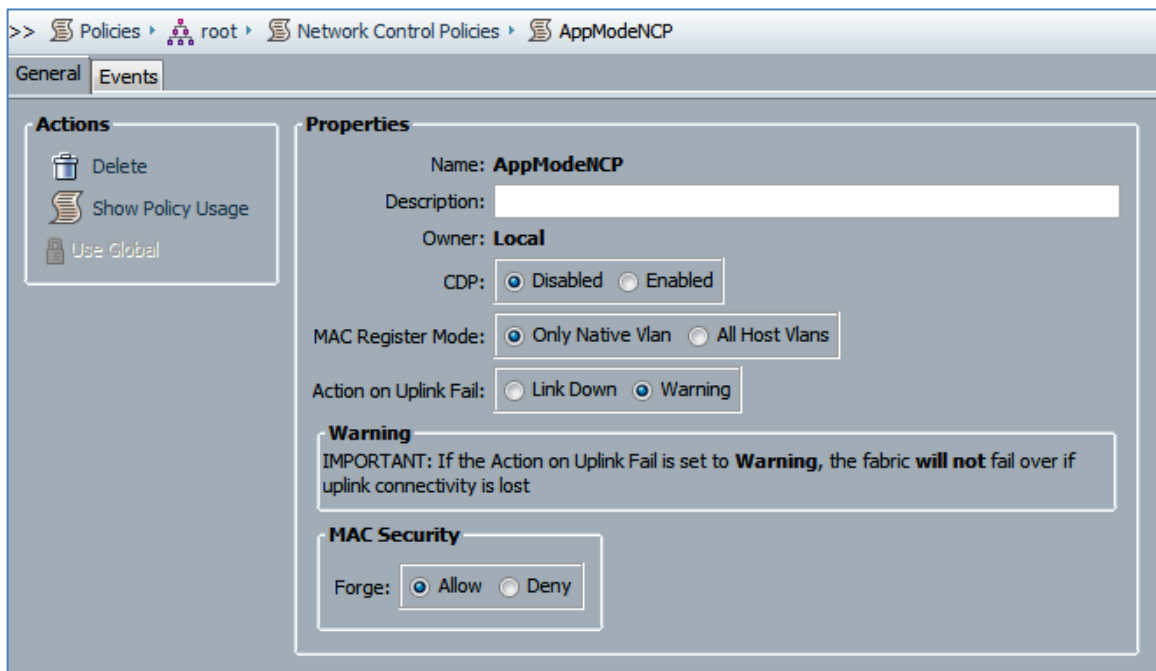 >> Policies root Network Control Policies AppModeNCP
General Events
Actions
Delete
Show Policy Usage
Use Global
Properties
Name: AppModeNCP
Description:
Owner: Local
CDP: Disabled Enabled
MAC Register Mode: Only Native Vlan All Host Vlans
Action on Uplink Fail: Link Down Warning
Warning
IMPORTANT: If the Action on Uplink Fail is set to Warning, the fabric will not fail over if
uplink connectivity is lost
MAC Security
Forge: Allow Deny